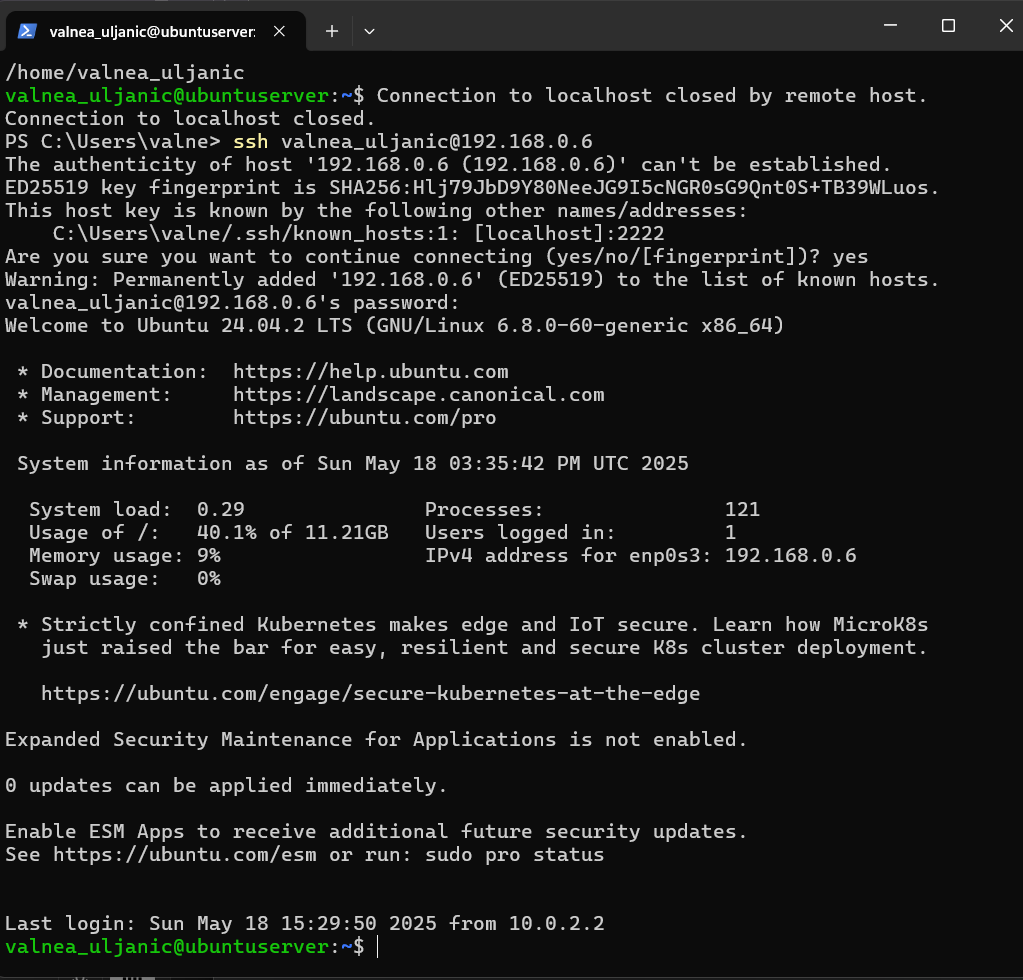 valnea_uljanic@ubuntuserver:
/home/valnea_uljanic
valnea_uljanic@ubuntuserver:~$ Connection to localhost closed by remote host.
Connection to localhost closed.
PS C:\Users\valne> ssh valnea_uljanic@192.168.0.6
The authenticity of host '192.168.0.6 (192.168.0.6)' can't be established.
ED25519 key fingerprint is SHA256:Hlj79JbD9Y80NeeJG9I5cNGR0sG9Qnt0S+TB39WLuos.
This host key is known by the following other names/addresses:
    C:\Users\valne/.ssh/known_hosts:1: [localhost]:2222
Are you sure you want to continue connecting (yes/no/[fingerprint])? yes
Warning: Permanently added '192.168.0.6' (ED25519) to the list of known hosts.
valnea_uljanic@192.168.0.6's password:
Welcome to Ubuntu 24.04.2 LTS (GNU/Linux 6.8.0-60-generic x86_64)

 * Documentation:  https://help.ubuntu.com
 * Management:     https://landscape.canonical.com
 * Support:        https://ubuntu.com/pro

 System information as of Sun May 18 03:35:42 PM UTC 2025

  System load:  0.29               Processes:               121
  Usage of /:   40.1% of 11.21GB   Users logged in:         1
  Memory usage: 9%                 IPv4 address for enp0s3: 192.168.0.6
  Swap usage:   0%

 * Strictly confined Kubernetes makes edge and IoT secure. Learn how MicroK8s
   just raised the bar for easy, resilient and secure K8s cluster deployment.

   https://ubuntu.com/engage/secure-kubernetes-at-the-edge

Expanded Security Maintenance for Applications is not enabled.

0 updates can be applied immediately.

Enable ESM Apps to receive additional future security updates.
See https://ubuntu.com/esm or run: sudo pro status


Last login: Sun May 18 15:29:50 2025 from 10.0.2.2
valnea_uljanic@ubuntuserver:~$